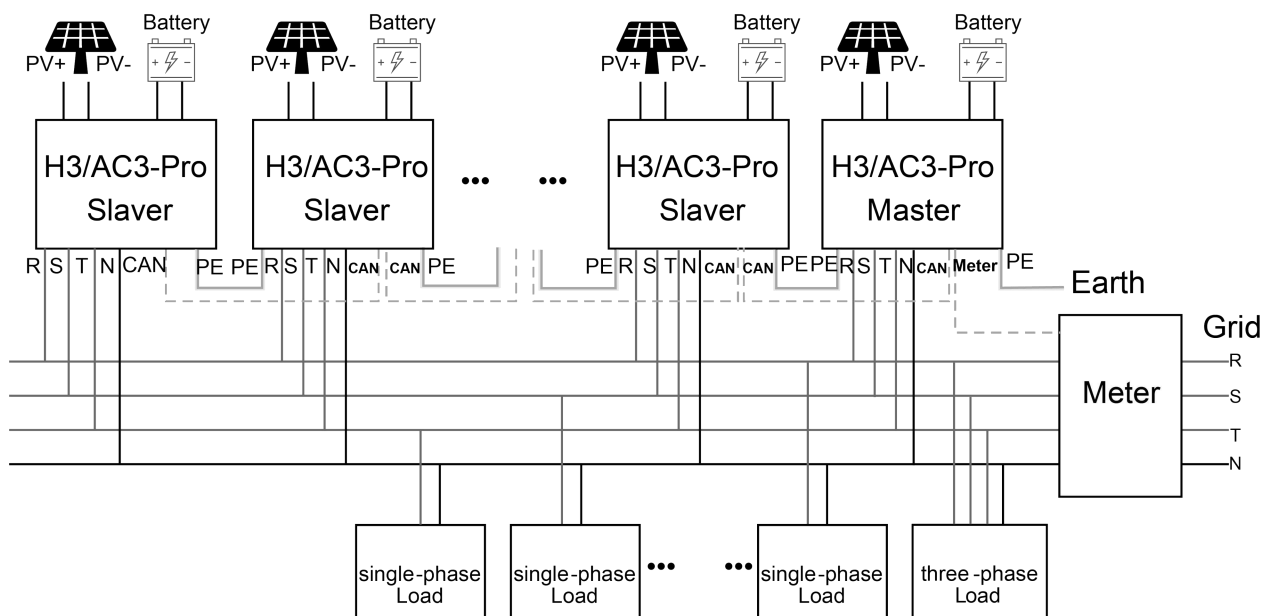 Battery Battery Battery Battery
PV+ PV- PV+ PV- PV+ PV- PV+ PV-
+ - + - + - + -
H3/AC3-Pro
Slaver
H3/AC3-Pro
Slaver
... ...
H3/AC3-Pro
Slaver
H3/AC3-Pro
Master
R S T N CAN PE PE R S T N CAN CAN PE PE R S T N CAN CAN PE PE R S T N CAN Meter PE
Earth
Grid
Meter
R
S
T
N
single-phase
Load
single-phase
Load
... ...
single-phase
Load
three-phase
Load